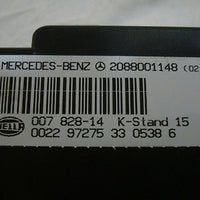 MERCEDES-BENZ 2088001148 (02
HELLA 007 828-14 K-Stand 15
0022 97275 33 0538 6